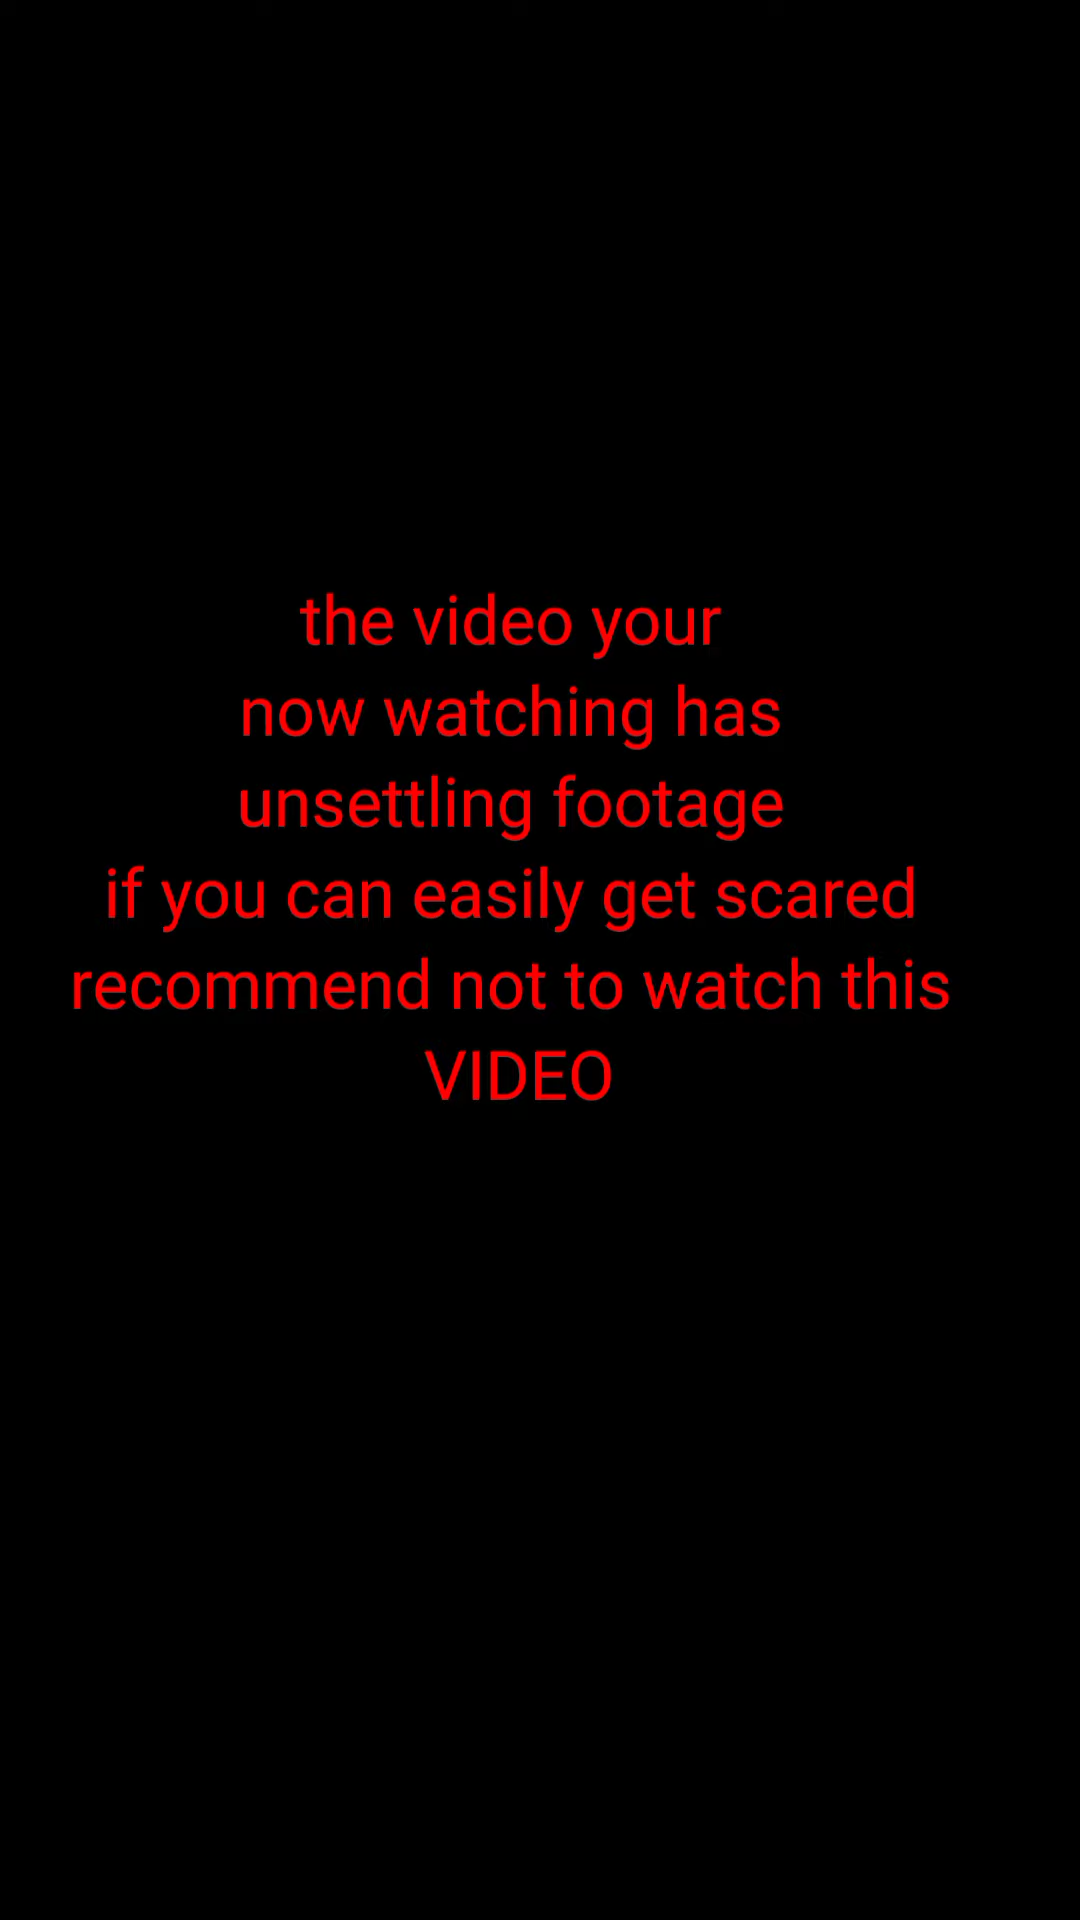 the video your
now watching has
unsettling footage
if you can easily get scared
recommend not to watch this
VIDEO